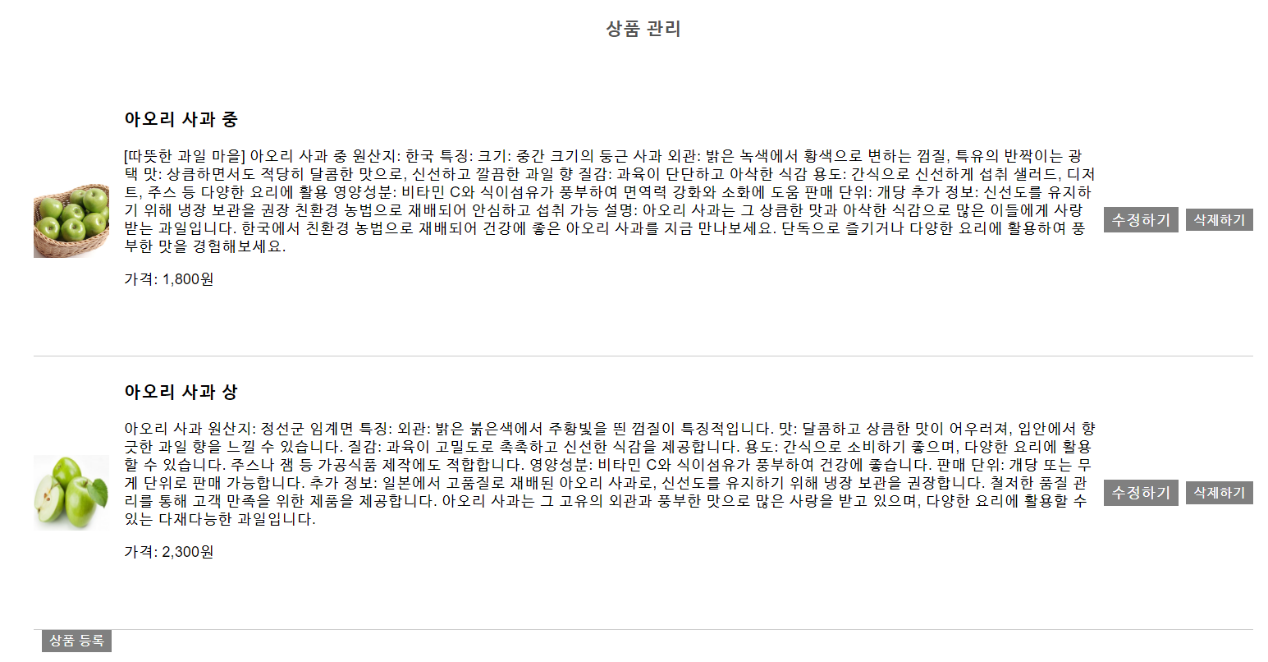 상품 관리
아오리 사과 중
[따뜻한 과일 마을] 아오리 사과 중 원산지: 한국 특징: 크기: 중간 크기의 둥근 사과 외관: 밝은 녹색에서 황색으로 변하는 껍질, 특유의 반짝이는 광
택 맛: 상큼하면서도 적당히 달콤한 맛으로, 신선하고 깔끔한 과일 향 질감: 과육이 단단하고 아삭한 식감 용도: 간식으로 신선하게 섭취 샐러드, 디저
트, 주스 등 다양한 요리에 활용 영양성분: 비타민 C와 식이섬유가 풍부하여 면역력 강화와 소화에 도움 판매 단위: 개당 추가 정보: 신선도를 유지하
기 위해 냉장 보관을 권장 친환경 농법으로 재배되어 안심하고 섭취 가능 설명: 아오리 사과는 그 상큼한 맛과 아삭한 식감으로 많은 이들에게 사랑
받는 과일입니다. 한국에서 친환경 농법으로 재배되어 건강에 좋은 아오리 사과를 지금 만나보세요. 단독으로 즐기거나 다양한 요리에 활용하여 풍
부한 맛을 경험해보세요.
가격: 1,800원
수정하기 삭제하기
아오리 사과 상
아오리 사과 원산지: 정선군 임계면 특징: 외관: 밝은 붉은색에서 주황빛을 띈 껍질이 특징적입니다. 맛: 달콤하고 상큼한 맛이 어우러져, 입안에서 향
긋한 과일 향을 느낄 수 있습니다. 질감: 과육이 고밀도로 촉촉하고 신선한 식감을 제공합니다. 용도: 간식으로 소비하기 좋으며, 다양한 요리에 활용
할 수 있습니다. 주스나 잼 등 가공식품 제작에도 적합합니다. 영양성분: 비타민 C와 식이섬유가 풍부하여 건강에 좋습니다. 판매 단위: 개당 또는 무
게 단위로 판매 가능합니다. 추가 정보: 일본에서 고품질로 재배된 아오리 사과로, 신선도를 유지하기 위해 냉장 보관을 권장합니다. 철저한 품질 관
리를 통해 고객 만족을 위한 제품을 제공합니다. 아오리 사과는 그 고유의 외관과 풍부한 맛으로 많은 사랑을 받고 있으며, 다양한 요리에 활용할 수
있는 다재다능한 과일입니다.
가격: 2,300원
수정하기 삭제하기
상품 등록